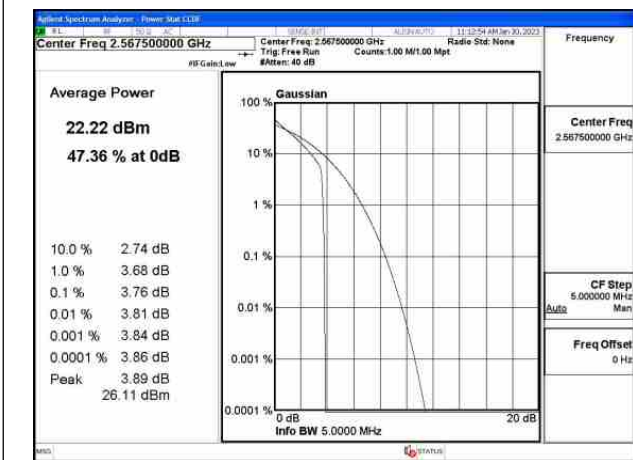 Agilent Spectrum Analyzer - Power Stat CCDF
RL RF 50 Ω AC SENSE:INT ALIGN AUTO 11:12:54 AM Jan 30, 2023
Center Freq 2.567500000 GHz
Center Freq: 2.567500000 GHz Radio Std: None
Trig: Free Run Counts:1.00 M/1.00 Mpt
#IFGain:Low #Atten: 40 dB
Frequency
Average Power
22.22 dBm
47.36 % at 0dB
10.0 % 2.74 dB
1.0 % 3.68 dB
0.1 % 3.76 dB
0.01 % 3.81 dB
0.001 % 3.84 dB
0.0001 % 3.86 dB
Peak 3.89 dB
26.11 dBm
Gaussian
100 %
10 %
1 %
0.1 %
0.01 %
0.001 %
0.0001 %
0 dB 20 dB
Info BW 5.0000 MHz
Center Freq
2.567500000 GHz
CF Step
5.000000 MHz
Auto Man
Freq Offset
0 Hz
MSG STATUS